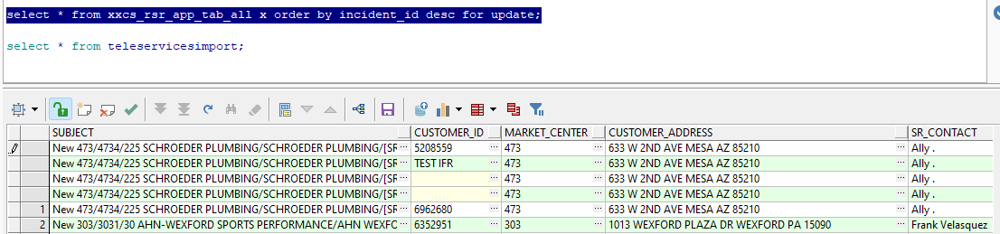 select * from xxcs_rsr_app_tab_all x order by incident_id desc for update;
select * from teleservicesimport;
SUBJECT CUSTOMER_ID MARKET_CENTER CUSTOMER_ADDRESS SR_CONTACT
New 473/4734/225 SCHROEDER PLUMBING/SCHROEDER PLUMBING/[SR ... 5208559 ... 473 ... 633 W 2ND AVE MESA AZ 85210 ... Ally .
New 473/4734/225 SCHROEDER PLUMBING/SCHROEDER PLUMBING/[SR ... TEST IFR ... 473 ... 633 W 2ND AVE MESA AZ 85210 ... Ally .
New 473/4734/225 SCHROEDER PLUMBING/SCHROEDER PLUMBING/[SR ... ... 473 ... 633 W 2ND AVE MESA AZ 85210 ... Ally .
New 473/4734/225 SCHROEDER PLUMBING/SCHROEDER PLUMBING/[SR ... ... 473 ... 633 W 2ND AVE MESA AZ 85210 ... Ally .
1 New 473/4734/225 SCHROEDER PLUMBING/SCHROEDER PLUMBING/[SR ... 6962680 ... 473 ... 633 W 2ND AVE MESA AZ 85210 ... Ally .
2 New 303/3031/30 AHN-WEXFORD SPORTS PERFORMANCE/AHN WEXFO ... 6352951 ... 303 ... 1013 WEXFORD PLAZA DR WEXFORD PA 15090 ... Frank Velasquez